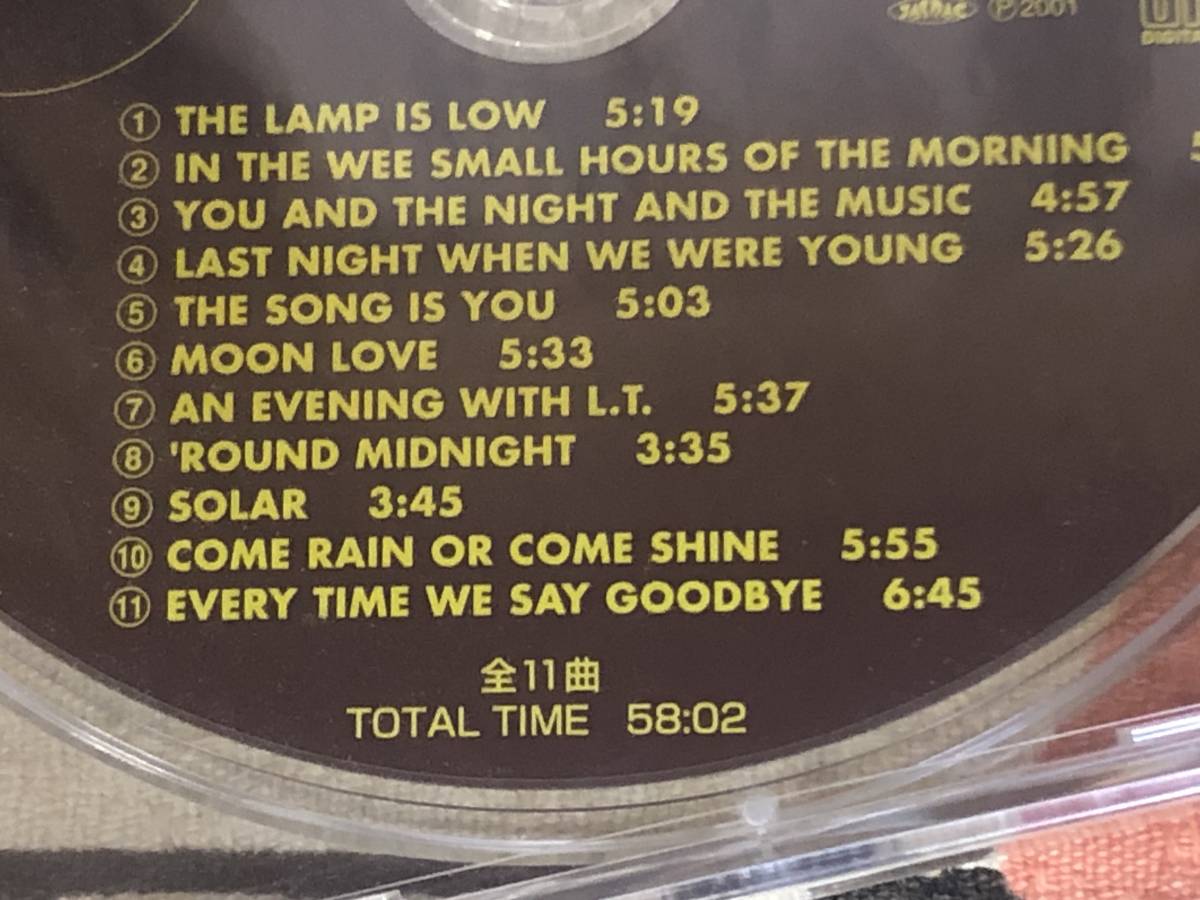 JASRAC ℗2001
DIGITAL
① THE LAMP IS LOW 5:19
② IN THE WEE SMALL HOURS OF THE MORNING 5
③ YOU AND THE NIGHT AND THE MUSIC 4:57
④ LAST NIGHT WHEN WE WERE YOUNG 5:26
⑤ THE SONG IS YOU 5:03
⑥ MOON LOVE 5:33
⑦ AN EVENING WITH L.T. 5:37
⑧ 'ROUND MIDNIGHT 3:35
⑨ SOLAR 3:45
⑩ COME RAIN OR COME SHINE 5:55
⑪ EVERY TIME WE SAY GOODBYE 6:45
全11曲
TOTAL TIME 58:02